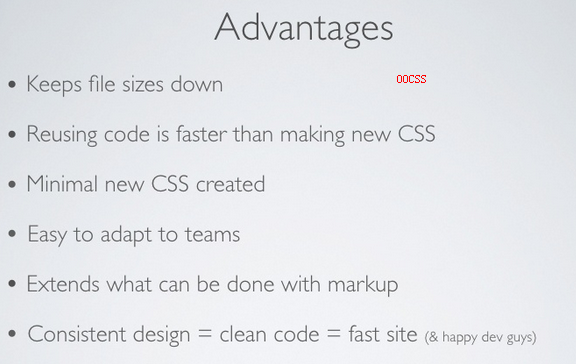 Advantages
• Keeps file sizes down OOCSS
• Reusing code is faster than making new CSS
• Minimal new CSS created
• Easy to adapt to teams
• Extends what can be done with markup
• Consistent design = clean code = fast site (& happy dev guys)